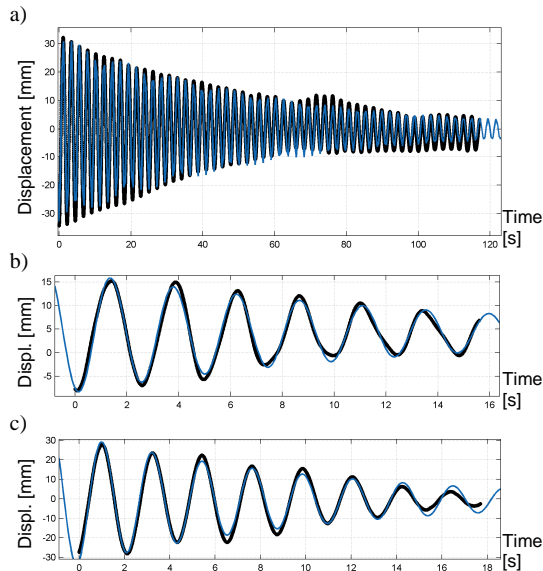 a)
Displacement [mm]
30
20
10
0
-10
-20
-30
0 20 40 60 80 100 120
Time
[s]
b)
Displ. [mm]
15
10
5
0
-5
0 2 4 6 8 10 12 14 16
Time
[s]
c)
Displ. [mm]
30
20
10
0
-10
-20
-30
0 2 4 6 8 10 12 14 16 18
Time
[s]